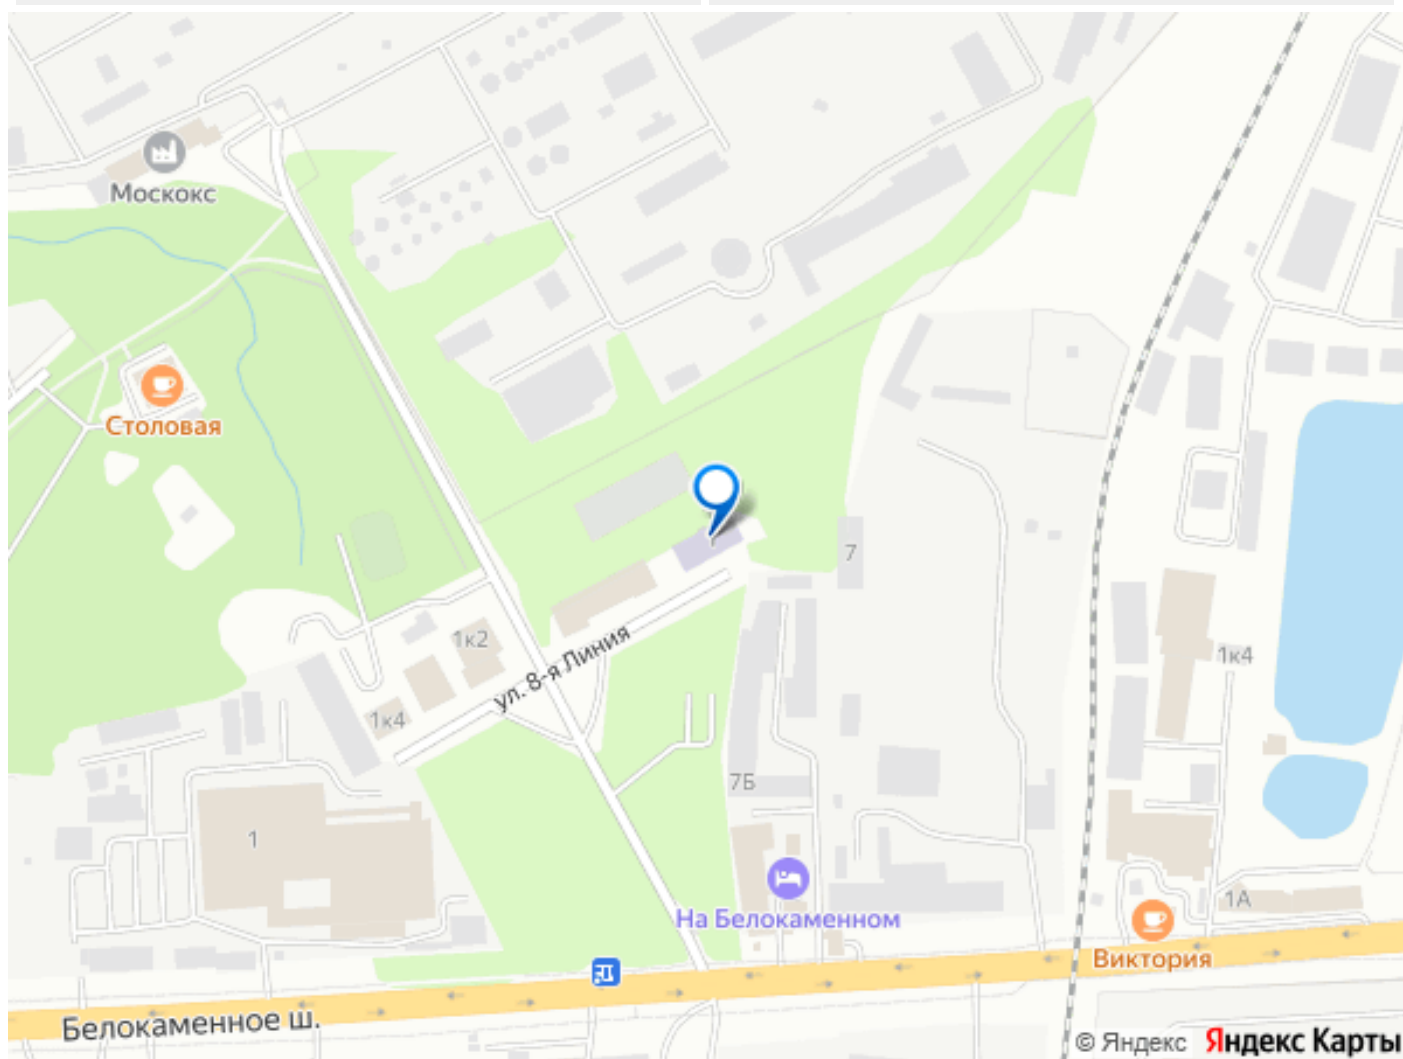 Москокс
Столовая
7
1к2
ул. 8-я Линия
1к4
1к4
7Б
1
На Белокаменном
1А
Виктория
Белокаменное ш.
© Яндекс Яндекс Карты